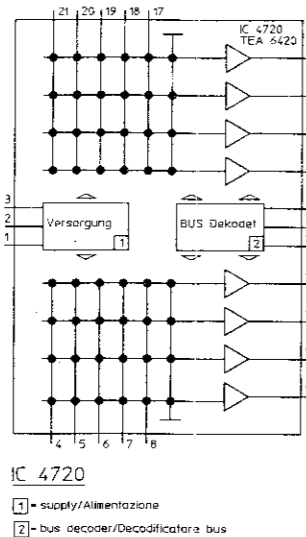 21 20 19 18 17
IC 4720
TEA 6420
3
2
1
Versorgung
1
BUS Dekodet
2
4 5 6 7 8
IC 4720
1 - supply/Alimentazione
2 - bus decoder/Decodificatore bus